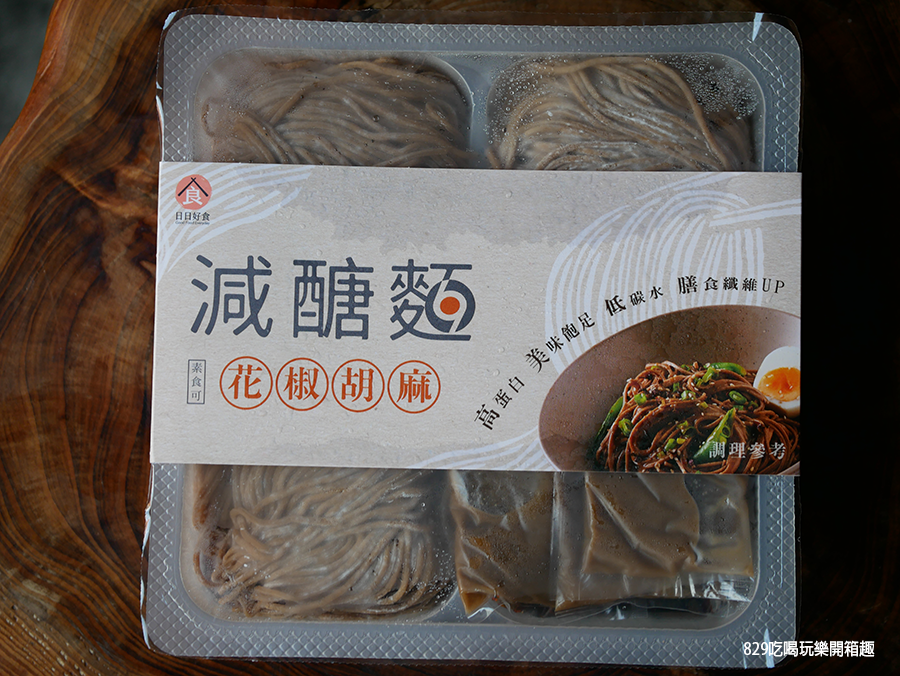 食
日日好食
減醣麵
素食可
花椒胡麻
高蛋白 美味飽足 低碳水 膳食纖維UP
調理參考
829吃喝玩樂開箱趣